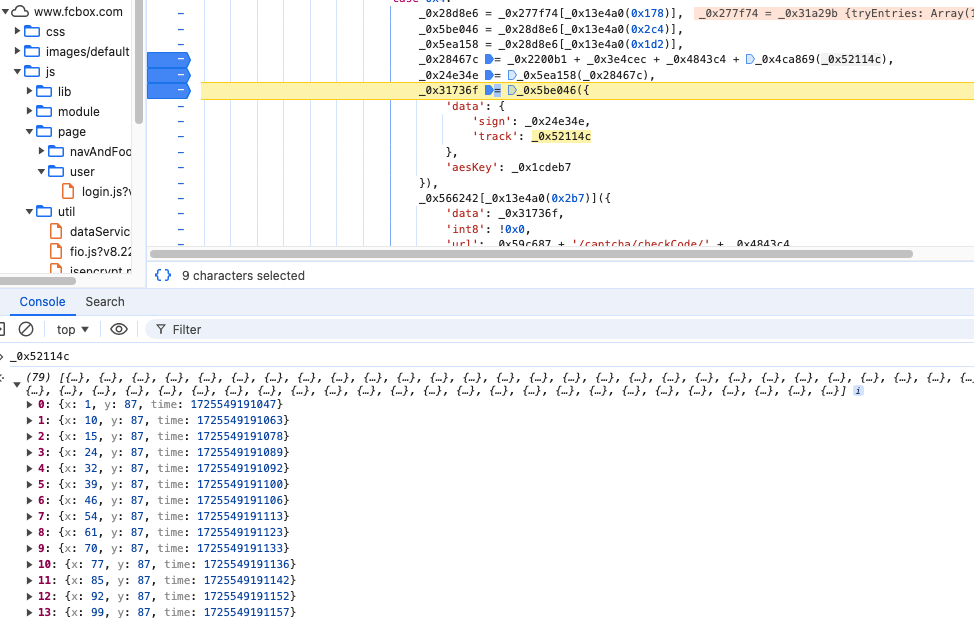 www.fcbox.com
css
images/default
js
lib
module
page
navAndFoo
user
login.js?v
util
dataServic
fio.js?v8.22
jsencrypt.m
case 0x4:
_0x28d8e6 = _0x277f74[_0x13e4a0(0x178)], _0x277f74 = _0x31a29b {tryEntries: Array(1
_0x5be046 = _0x28d8e6[_0x13e4a0(0x2c4)],
_0x5ea158 = _0x28d8e6[_0x13e4a0(0x1d2)],
_0x28467c = _0x2200b1 + _0x3e4cec + _0x4843c4 + _0x4ca869(_0x52114c),
_0x24e34e = _0x5ea158(_0x28467c),
_0x31736f = _0x5be046({
'data': {
'sign': _0x24e34e,
'track': _0x52114c
},
'aesKey': _0x1cdeb7
}),
_0x566242[_0x13e4a0(0x2b7)]({
'data': _0x31736f,
'int8': !0x0,
'url': _0x59c687 + '/captcha/checkCode/' + _0x4843c4
{} 9 characters selected
Console Search
top ▼ Filter
> _0x52114c
(79) [{…}, {…}, {…}, {…}, {…}, {…}, {…}, {…}, {…}, {…}, {…}, {…}, {…}, {…}, {…}, {…}, {…}, {…}, {…}, {…}, {…}, {…}, {…}, {…}, {…}, {…}, {…}, {…
{…}, {…}, {…}, {…}, {…}, {…}, {…}, {…}, {…}, {…}, {…}, {…}, {…}, {…}, {…}, {…}, {…}, {…}, {…}, {…}, {…}, {…}, {…}, {…}] i
0: {x: 1, y: 87, time: 1725549191047}
1: {x: 10, y: 87, time: 1725549191063}
2: {x: 15, y: 87, time: 1725549191078}
3: {x: 24, y: 87, time: 1725549191089}
4: {x: 32, y: 87, time: 1725549191092}
5: {x: 39, y: 87, time: 1725549191100}
6: {x: 46, y: 87, time: 1725549191106}
7: {x: 54, y: 87, time: 1725549191113}
8: {x: 61, y: 87, time: 1725549191123}
9: {x: 70, y: 87, time: 1725549191133}
10: {x: 77, y: 87, time: 1725549191136}
11: {x: 85, y: 87, time: 1725549191142}
12: {x: 92, y: 87, time: 1725549191152}
13: {x: 99, y: 87, time: 1725549191157}